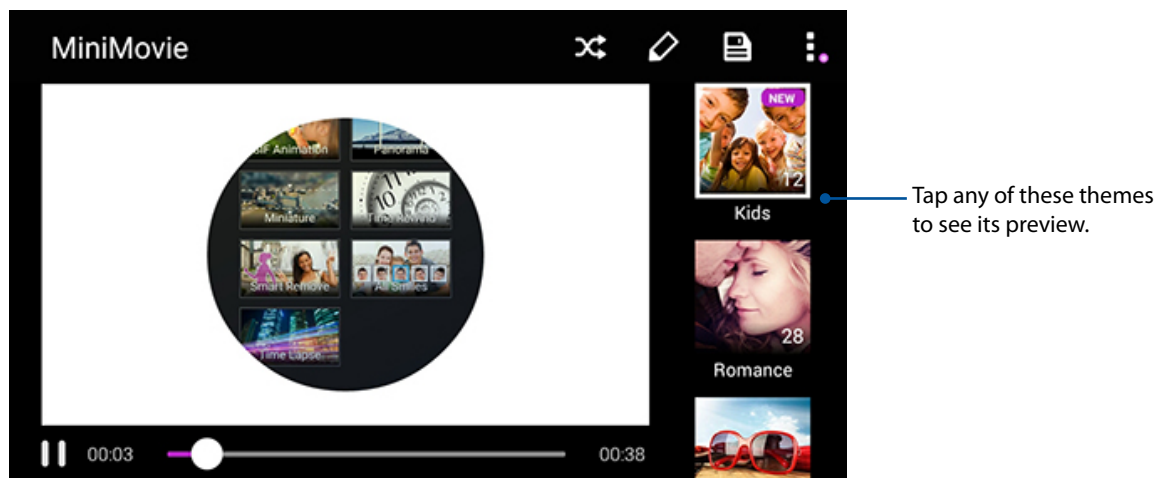 MiniMovie
GIF Animation
Panorama
Miniature
Time Rewind
Smart Remove
All Smiles
Time Lapse
00:03
00:38
NEW
12
Kids
28
Romance
Tap any of these themes
to see its preview.